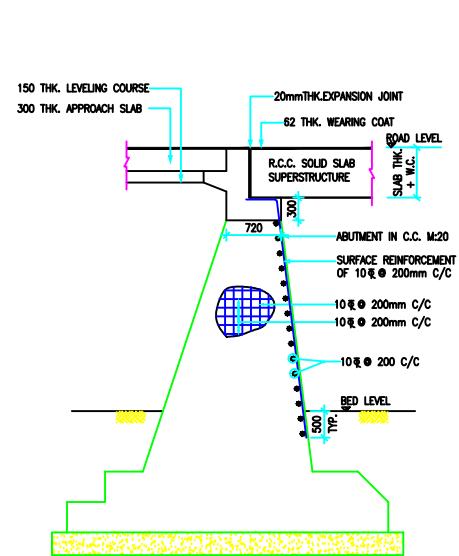 150 THK. LEVELING COURSE
300 THK. APPROACH SLAB
20mmTHK.EXPANSION JOINT
62 THK. WEARING COAT
ROAD LEVEL
R.C.C. SOLID SLAB
SUPERSTRUCTURE
SLAB THK.
+ W.C.
300
720
ABUTMENT IN C.C. M:20
SURFACE REINFORCEMENT
OF 10 @ 200mm C/C
10 @ 200mm C/C
10 @ 200mm C/C
10 @ 200 C/C
BED LEVEL
500
TYP.